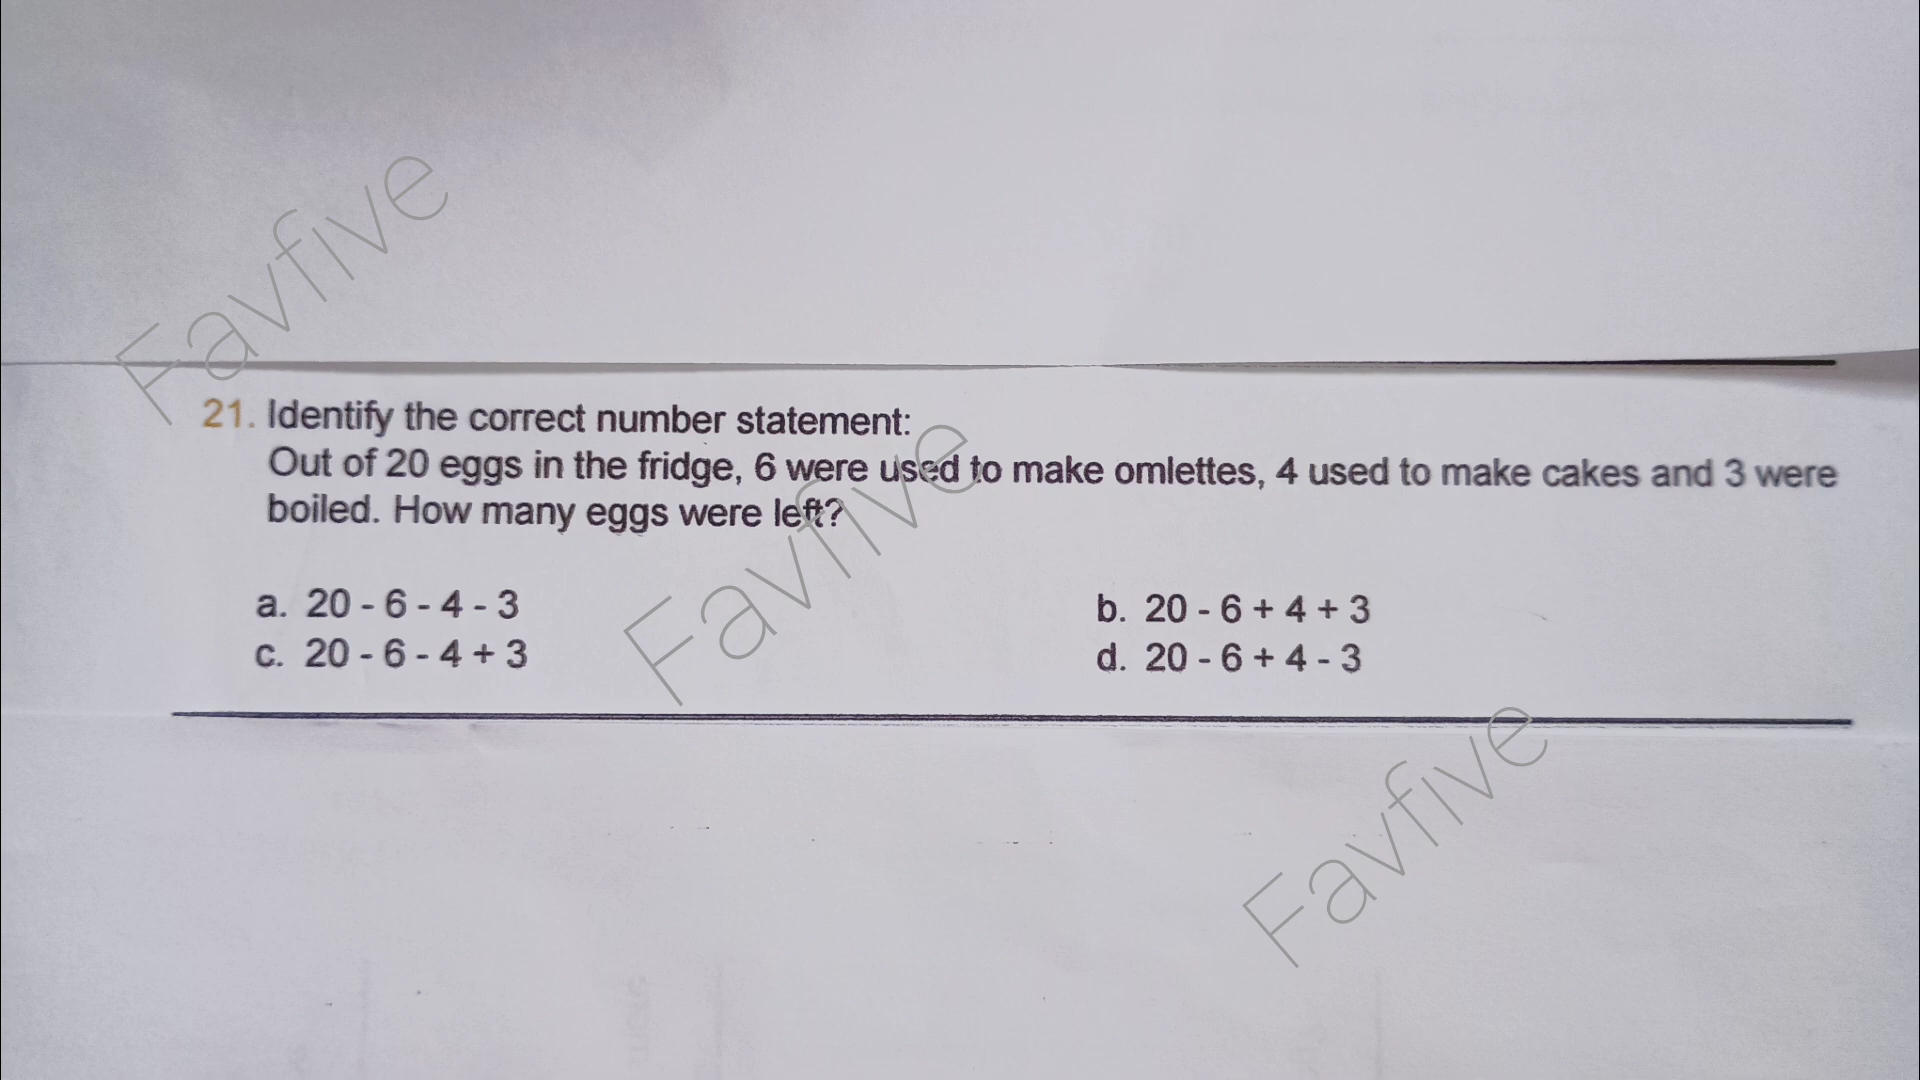 21. Identify the correct number statement:
Out of 20 eggs in the fridge, 6 were used to make omlettes, 4 used to make cakes and 3 were
boiled. How many eggs were left?
a. 20 - 6 - 4 - 3
b. 20 - 6 + 4 + 3
c. 20 - 6 - 4 + 3
d. 20 - 6 + 4 - 3
Favfive
Favfive
Favfive